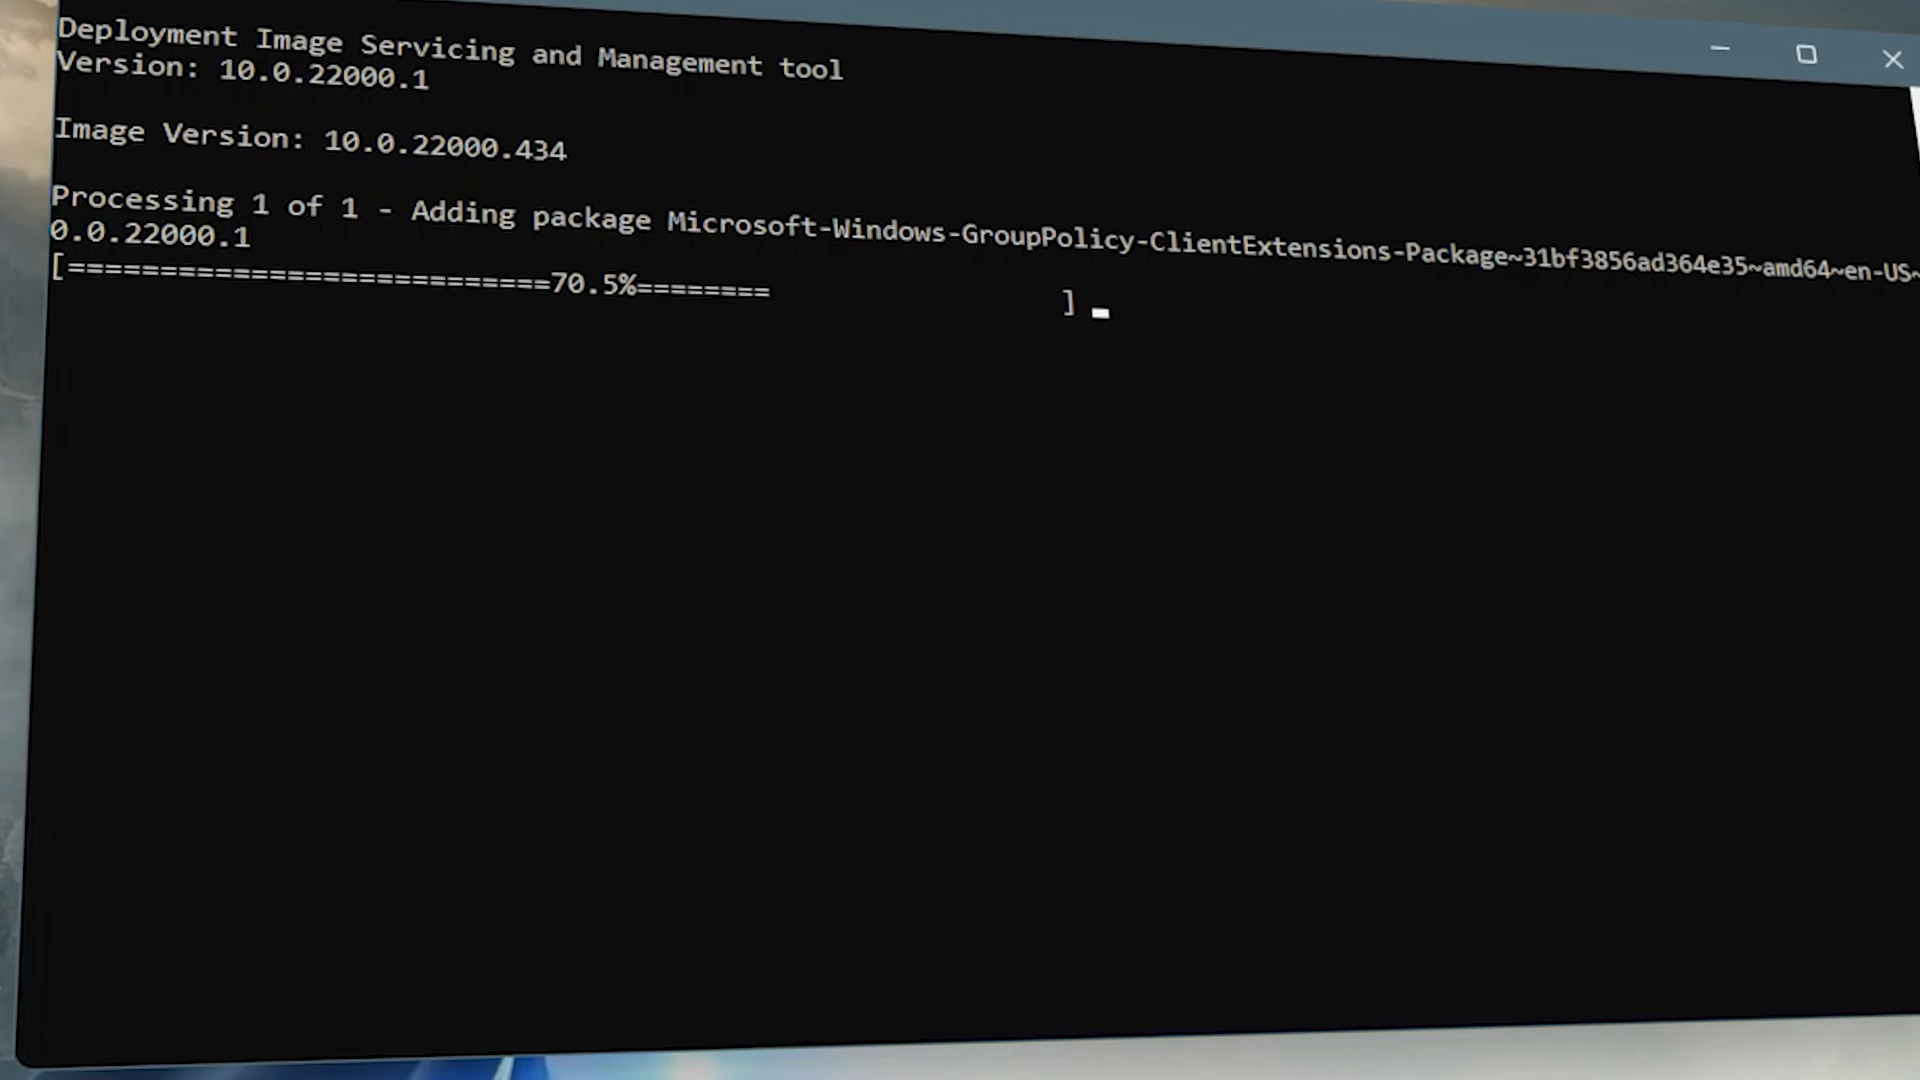 Deployment Image Servicing and Management tool
Version: 10.0.22000.1
Image Version: 10.0.22000.434
Processing 1 of 1 - Adding package Microsoft-Windows-GroupPolicy-ClientExtensions-Package~31bf3856ad364e35~amd64~en-US~
0.0.22000.1
[==========================70.5%========                ]